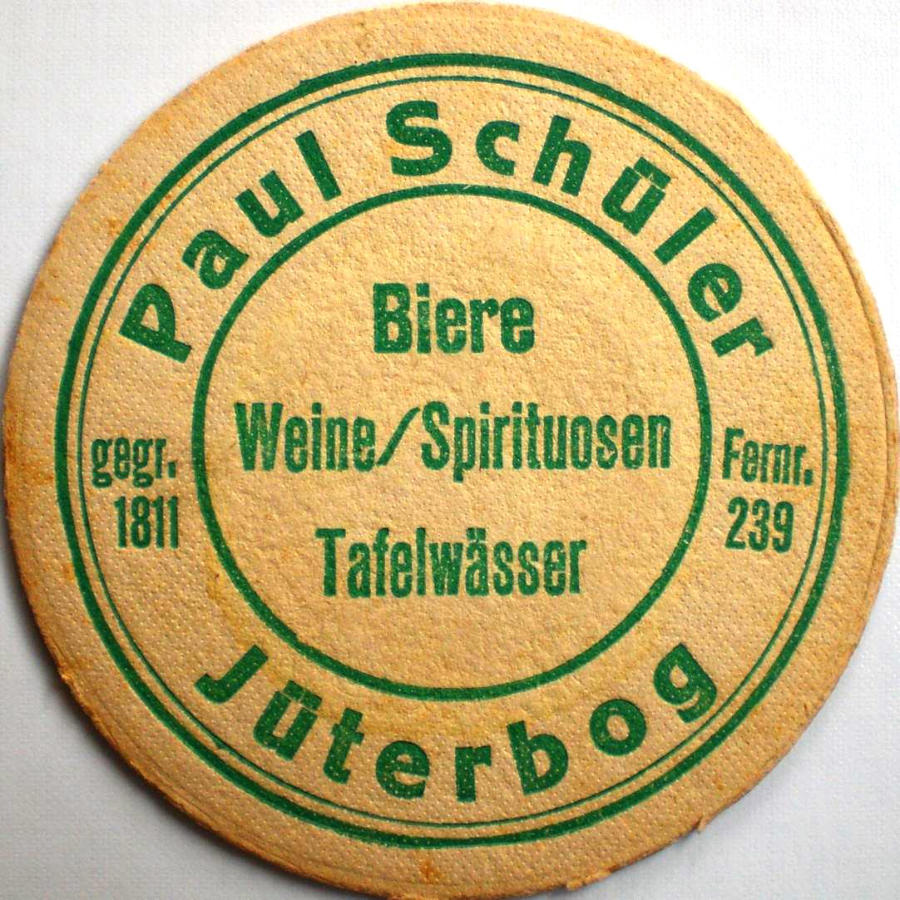 Paul Schüler
Biere
Weine/Spirituosen
Tafelwässer
gegr.
1811
Fernr.
239
Jüterbog